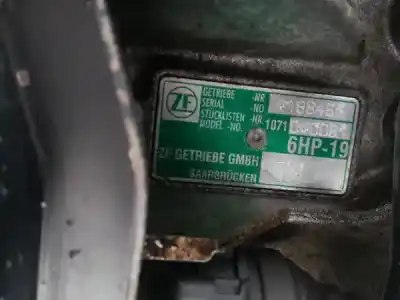 ZF
GETRIEBE -NR
SERIAL -NO
STÜCKLISTEN -NR. 1071
MODEL -NO.
6HP-19
ZF GETRIEBE GMBH
SAARBRÜCKEN